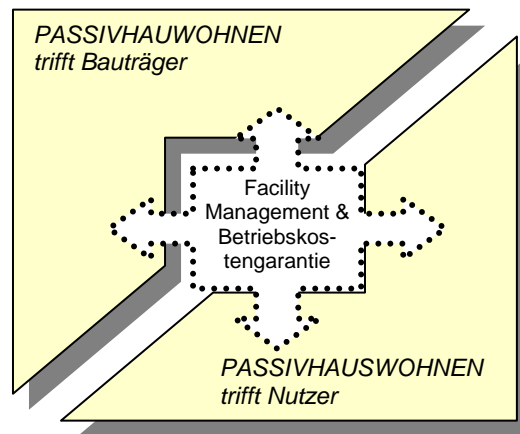 PASSIVHAUWOHNEN
trifft Bauträger
Facility
Management &
Betriebskos-
tengarantie
PASSIVHAUSWOHNEN
trifft Nutzer